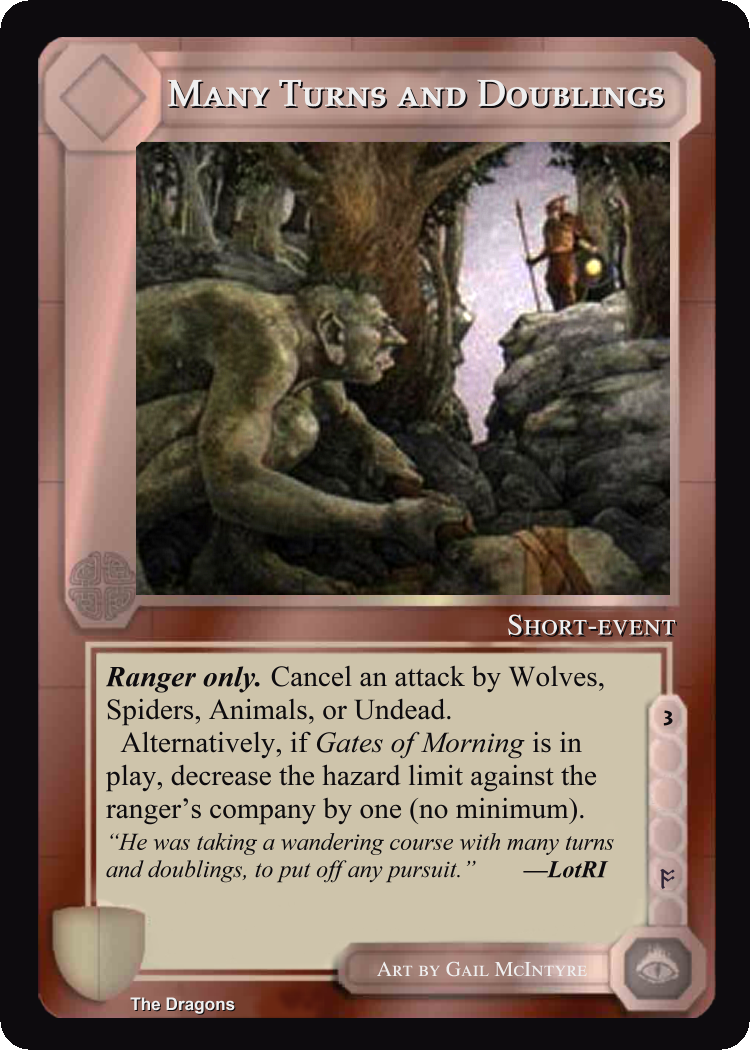 Many Turns and Doublings
Short-event
Ranger only. Cancel an attack by Wolves,
Spiders, Animals, or Undead.
Alternatively, if Gates of Morning is in
play, decrease the hazard limit against the
ranger’s company by one (no minimum).
“He was taking a wandering course with many turns
and doublings, to put off any pursuit.” —LotRI
3
ᚩ
Art by Gail McIntyre
The Dragons